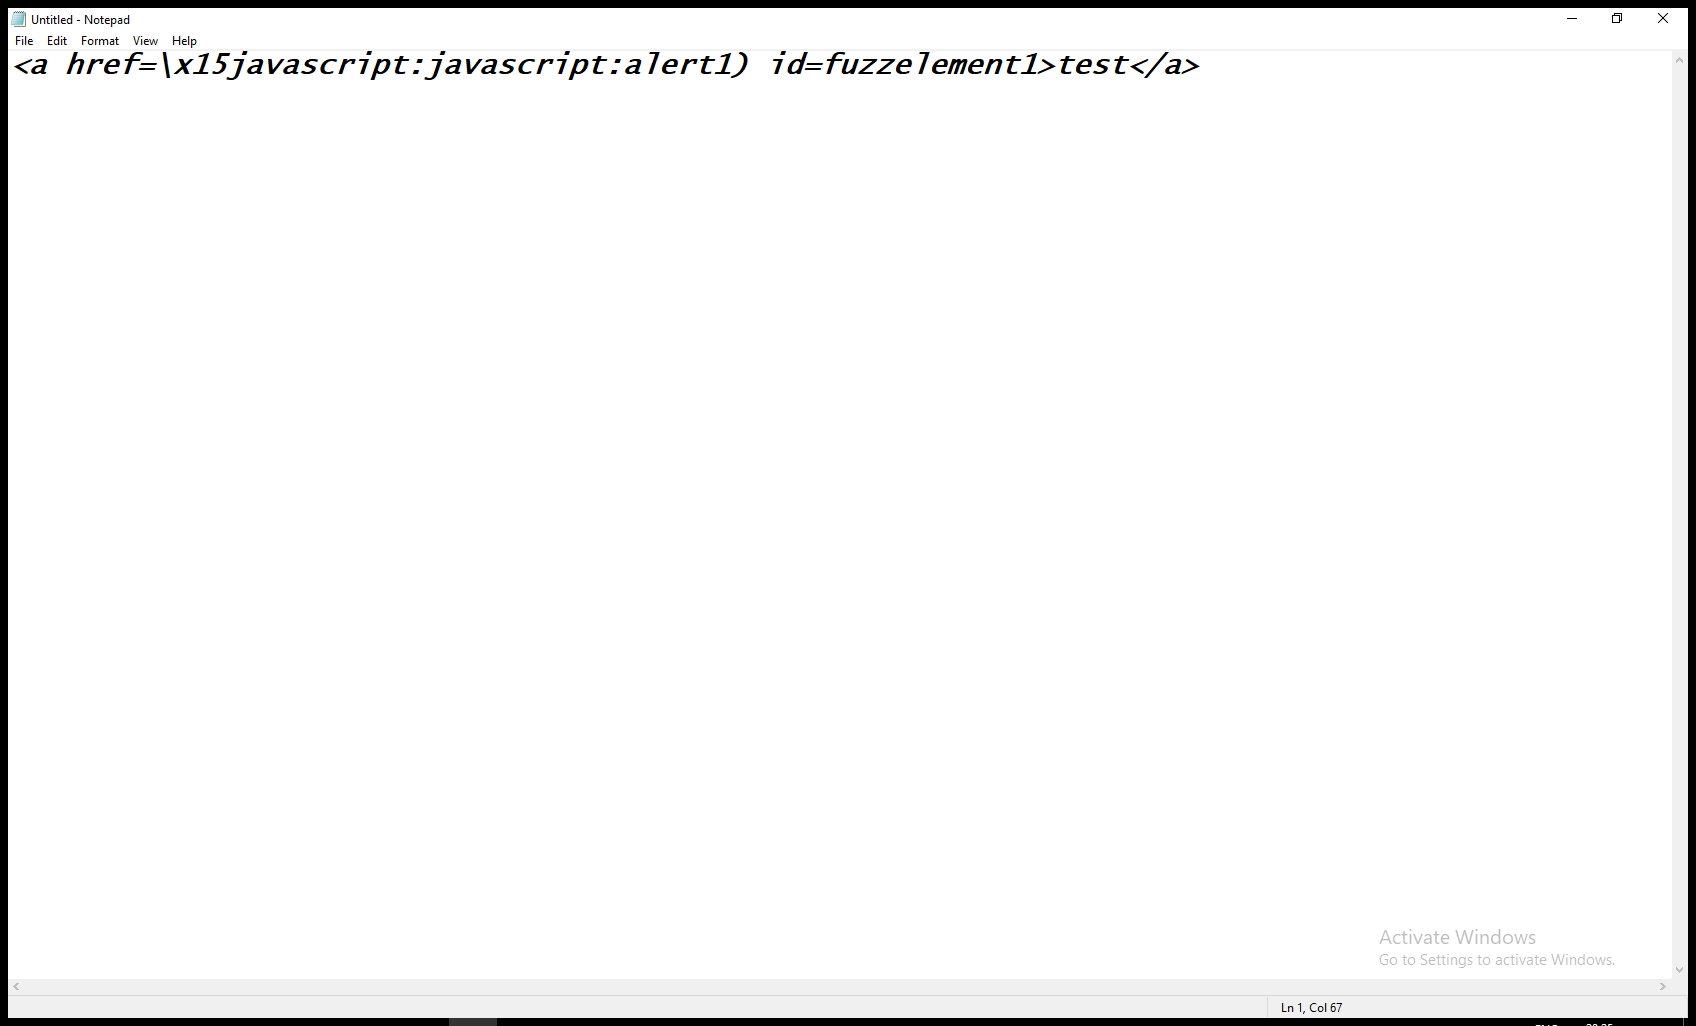 Untitled - Notepad
File Edit Format View Help
<a href=\x15javascript:javascript:alert1) id=fuzzelement1>test</a>
Activate Windows
Go to Settings to activate Windows.
Ln 1, Col 67